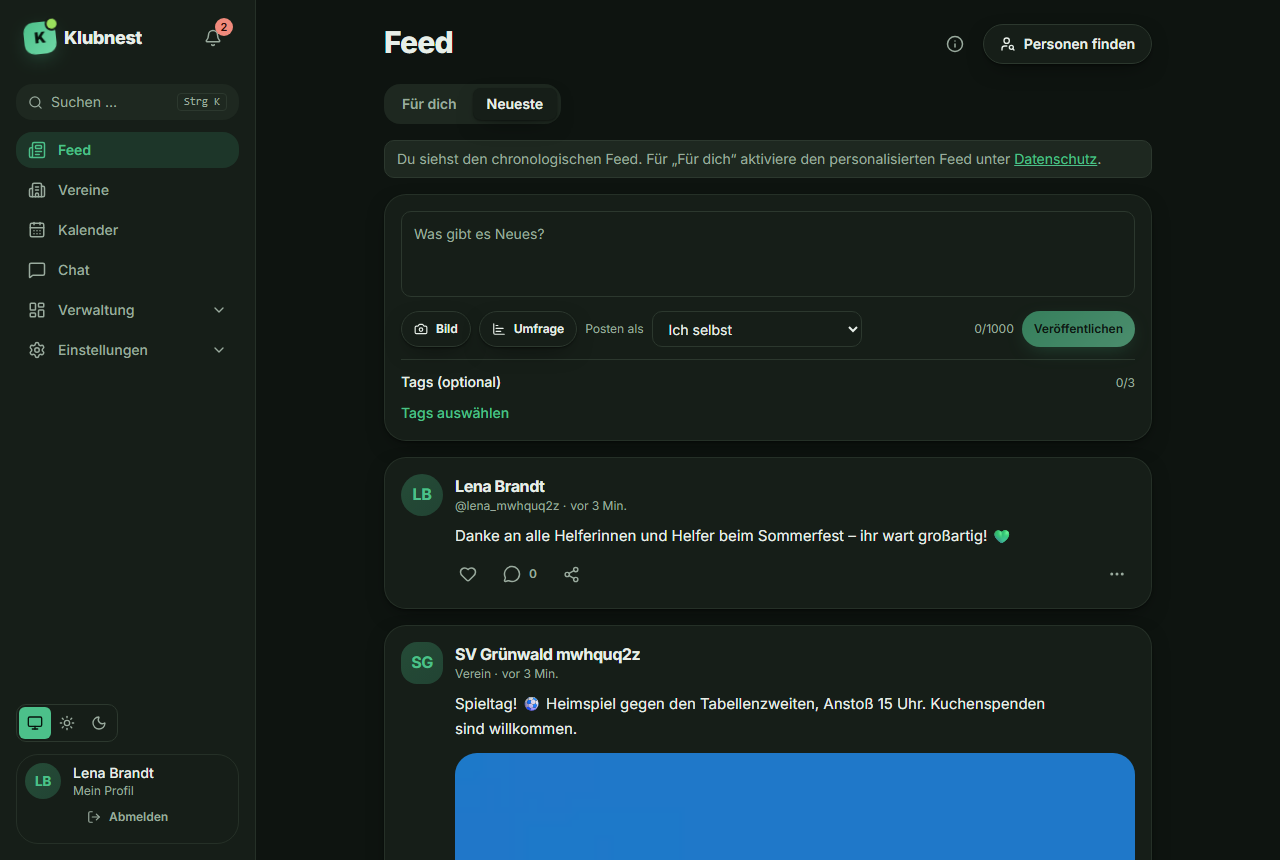 K
Klubnest
2
Suchen ...
Strg K
Feed
Vereine
Kalender
Chat
Verwaltung
Einstellungen
LB
Lena Brandt
Mein Profil
Abmelden
Feed
Personen finden
Für dich
Neueste
Du siehst den chronologischen Feed. Für „Für dich“ aktiviere den personalisierten Feed unter Datenschutz.
Was gibt es Neues?
Bild
Umfrage
Posten als
Ich selbst
0/1000
Veröffentlichen
Tags (optional)
0/3
Tags auswählen
LB
Lena Brandt
@lena_mwhquq2z · vor 3 Min.
Danke an alle Helferinnen und Helfer beim Sommerfest – ihr wart großartig! 💚
0
SG
SV Grünwald mwhquq2z
Verein · vor 3 Min.
Spieltag! ⚽ Heimspiel gegen den Tabellenzweiten, Anstoß 15 Uhr. Kuchenspenden
sind willkommen.